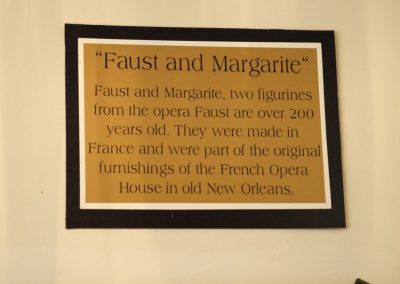 “Faust and Margarite“
Faust and Margarite, two figurines
from the opera Faust are over 200
years old. They were made in
France and were part of the original
furnishings of the French Opera
House in old New Orleans.